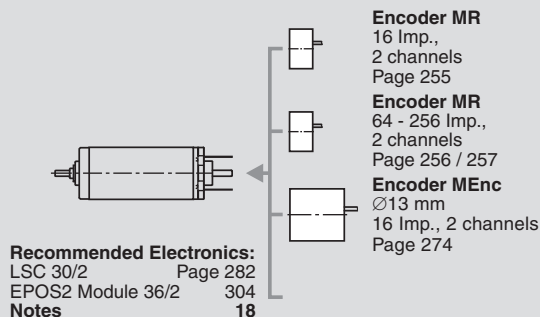 Encoder MR
16 Imp.,
2 channels
Page 255
Encoder MR
64 - 256 Imp.,
2 channels
Page 256 / 257
Encoder MEnc
∅13 mm
16 Imp., 2 channels
Page 274
Recommended Electronics:
LSC 30/2 Page 282
EPOS2 Module 36/2 304
Notes 18